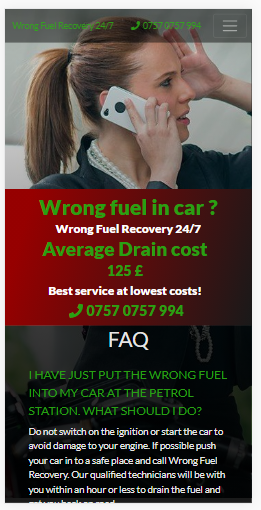 Wrong Fuel Recovery 24/7 0757 0757 994
Wrong fuel in car ?
Wrong Fuel Recovery 24/7
Average Drain cost
125 £
Best service at lowest costs!
0757 0757 994
FAQ
I HAVE JUST PUT THE WRONG FUEL
INTO MY CAR AT THE PETROL
STATION. WHAT SHOULD I DO?
Do not switch on the ignition or start the car to
avoid damage to your engine. If possible push
your car in to a safe place and call Wrong Fuel
Recovery. Our qualified technicians will be with
you within an hour or less to drain the fuel and